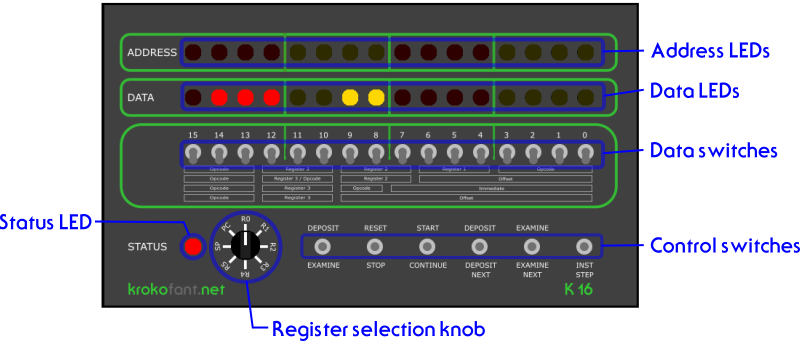 ADDRESS
Address LEDs
DATA
Data LEDs
15 14 13 12 11 10 9 8 7 6 5 4 3 2 1 0
Data switches
Opcode Register 3 Register 2 Register 1 Opcode
Opcode Register 3 / Opcode Register 2 Offset
Opcode Register 3 Opcode Immediate
Opcode Register 3 Offset
Status LED
STATUS
PC R0 R1
SP R2
R5 R4 R3
DEPOSIT RESET START DEPOSIT EXAMINE
Control switches
EXAMINE STOP CONTINUE DEPOSIT NEXT EXAMINE NEXT INST STEP
krokofant.net
K 16
Register selection knob